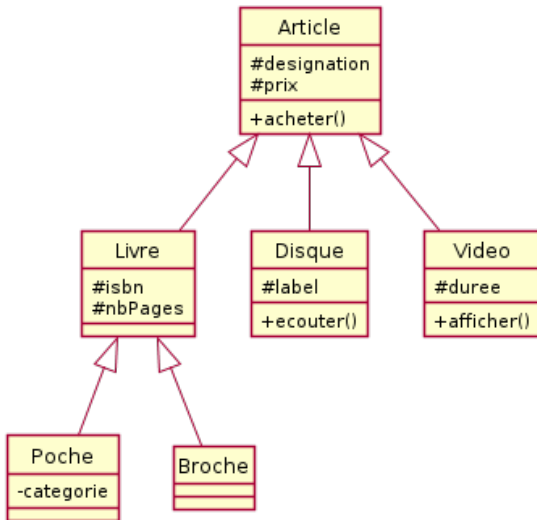 Article
#designation
#prix
+acheter()
Livre
#isbn
#nbPages
Disque
#label
+ecouter()
Video
#duree
+afficher()
Poche
-categorie
Broche